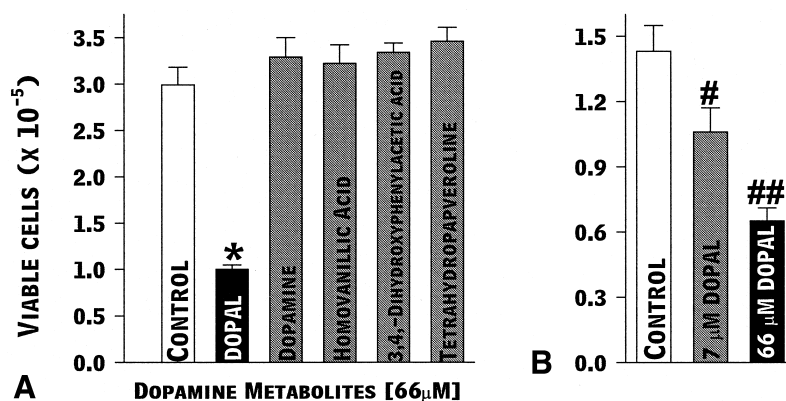 VIABLE CELLS (X 10-5)
3.5
3.0
2.5
2.0
1.5
1.0
0.5
0.0
CONTROL
*
DOPAL
DOPAMINE
HOMOVANILLIC ACID
3,4,-DIHYDROXYPHENYLACETIC ACID
TETRAHYDROPAPVEROLINE
A
DOPAMINE METABOLITES [66µM]
1.5
1.2
0.9
0.6
0.3
0.0
CONTROL
#
7 µM DOPAL
##
66 µM DOPAL
B